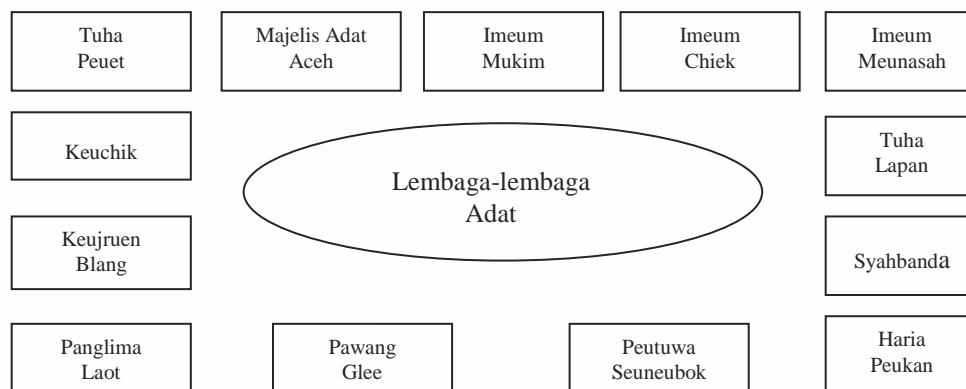 Tuha
Peuet
Majelis Adat
Aceh
Imeum
Mukim
Imeum
Chiek
Imeum
Meunasah
Keuchik
Tuha
Lapan
Lembaga-lembaga
Adat
Keujruen
Blang
Syahbanda
Panglima
Laot
Pawang
Glee
Peutuwa
Seuneubok
Haria
Peukan